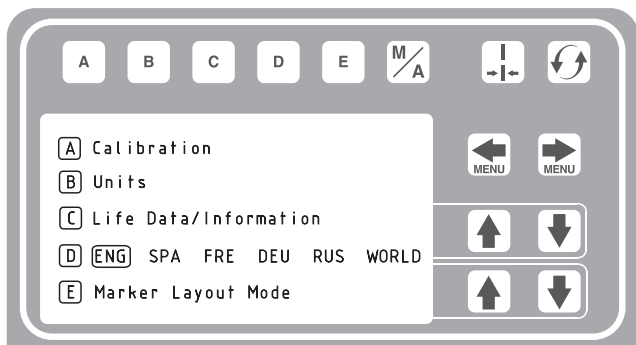 A B C D E M/A
MENU MENU
A Calibration
B Units
C Life Data/Information
D ENG SPA FRE DEU RUS WORLD
E Marker Layout Mode